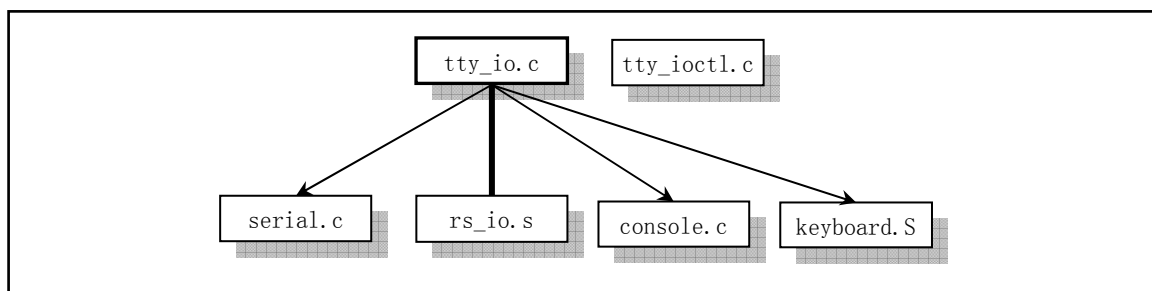 tty_io.c
tty_ioctl.c
serial.c
rs_io.s
console.c
keyboard.S